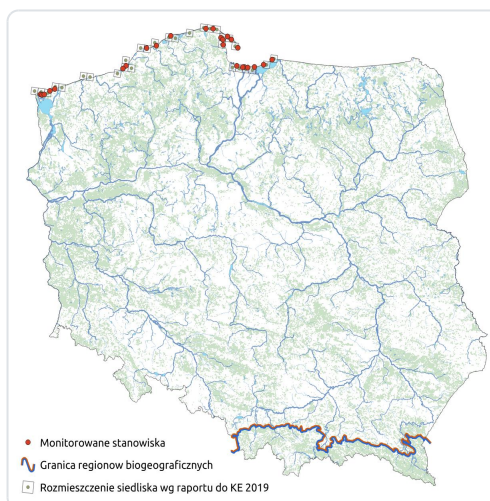 Monitorowane stanowiska
Granica regionow biogeograficznych
Rozmieszczenie siedliska wg raportu do KE 2019